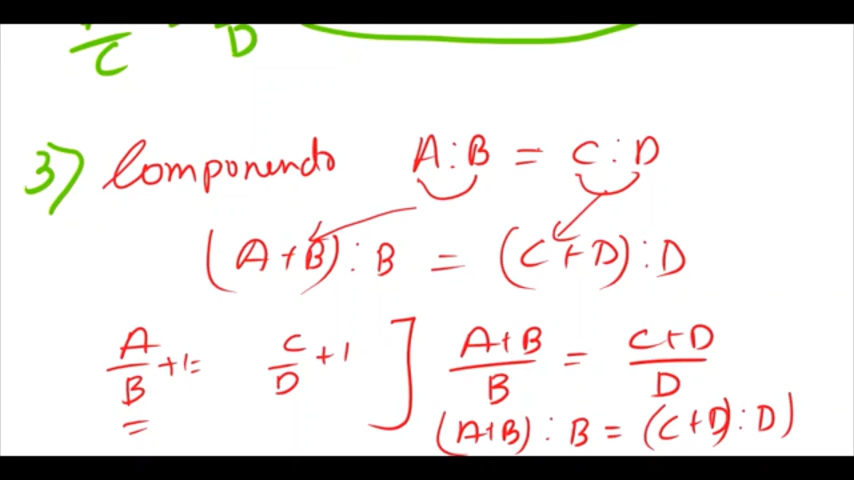 C D
3) Componendo A:B = C:D
(A+B):B = (C+D):D
A/B +1 = C/D +1 ] A+B/B = C+D/D
=
(A+B):B = (C+D):D)